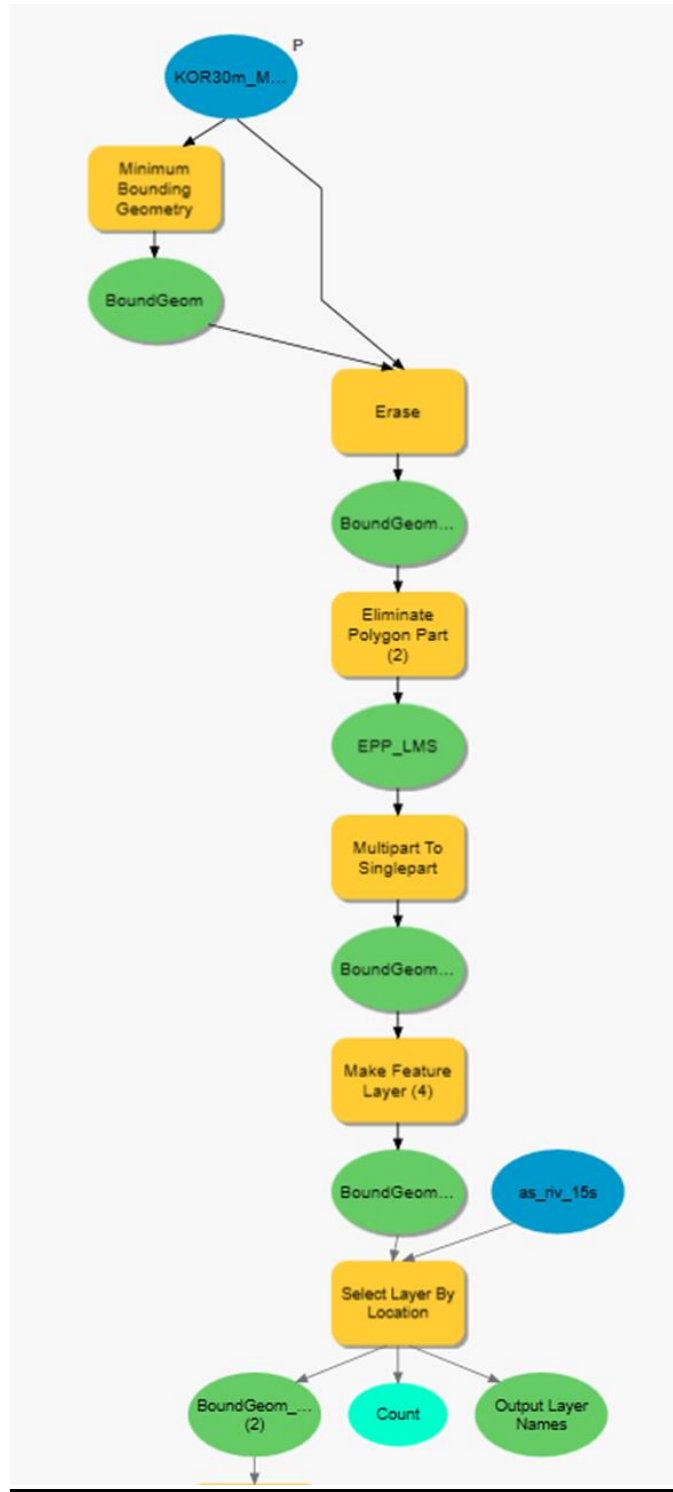 P
KOR30m_M...
Minimum
Bounding
Geometry
BoundGeom
Erase
BoundGeom...
Eliminate
Polygon Part
(2)
EPP_LMS
Multipart To
Singlepart
BoundGeom...
Make Feature
Layer (4)
BoundGeom...
as_riv_15s
Select Layer By
Location
BoundGeom_...
(2)
Count
Output Layer
Names